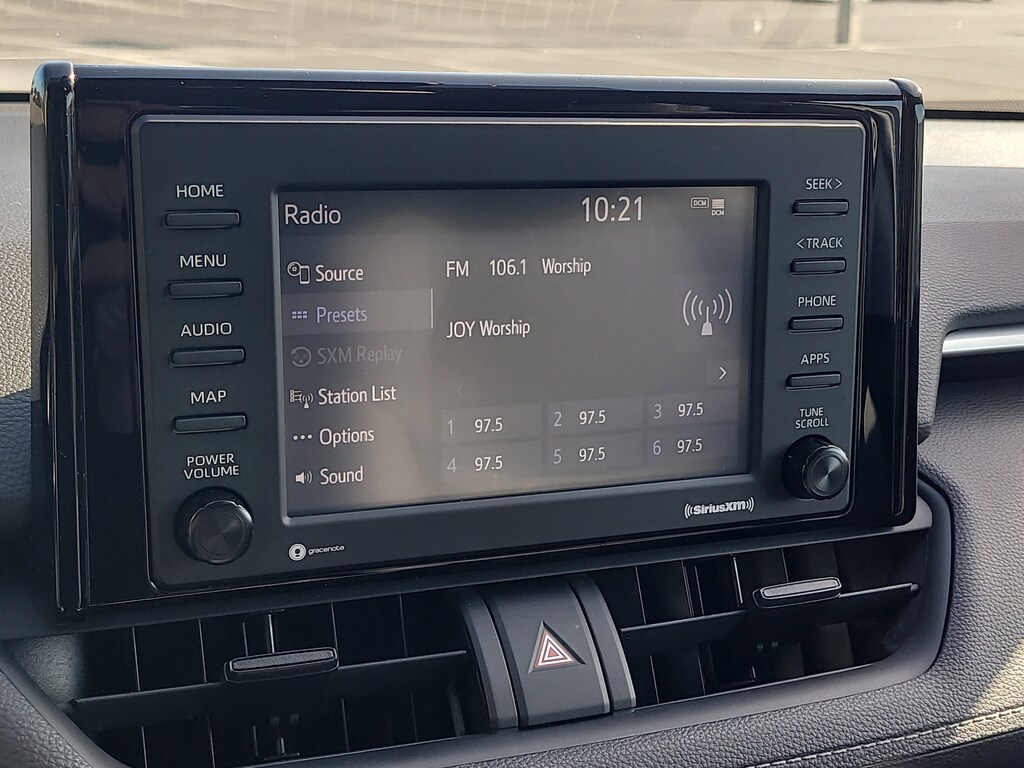 HOME
MENU
AUDIO
MAP
POWER
VOLUME
Radio
10:21
DCM
DCM
Source
Presets
SXM Replay
Station List
Options
Sound
FM 106.1 Worship
JOY Worship
1 97.5
2 97.5
3 97.5
4 97.5
5 97.5
6 97.5
SEEK >
< TRACK
PHONE
APPS
TUNE
SCROLL
gracenote
((SiriusXM))